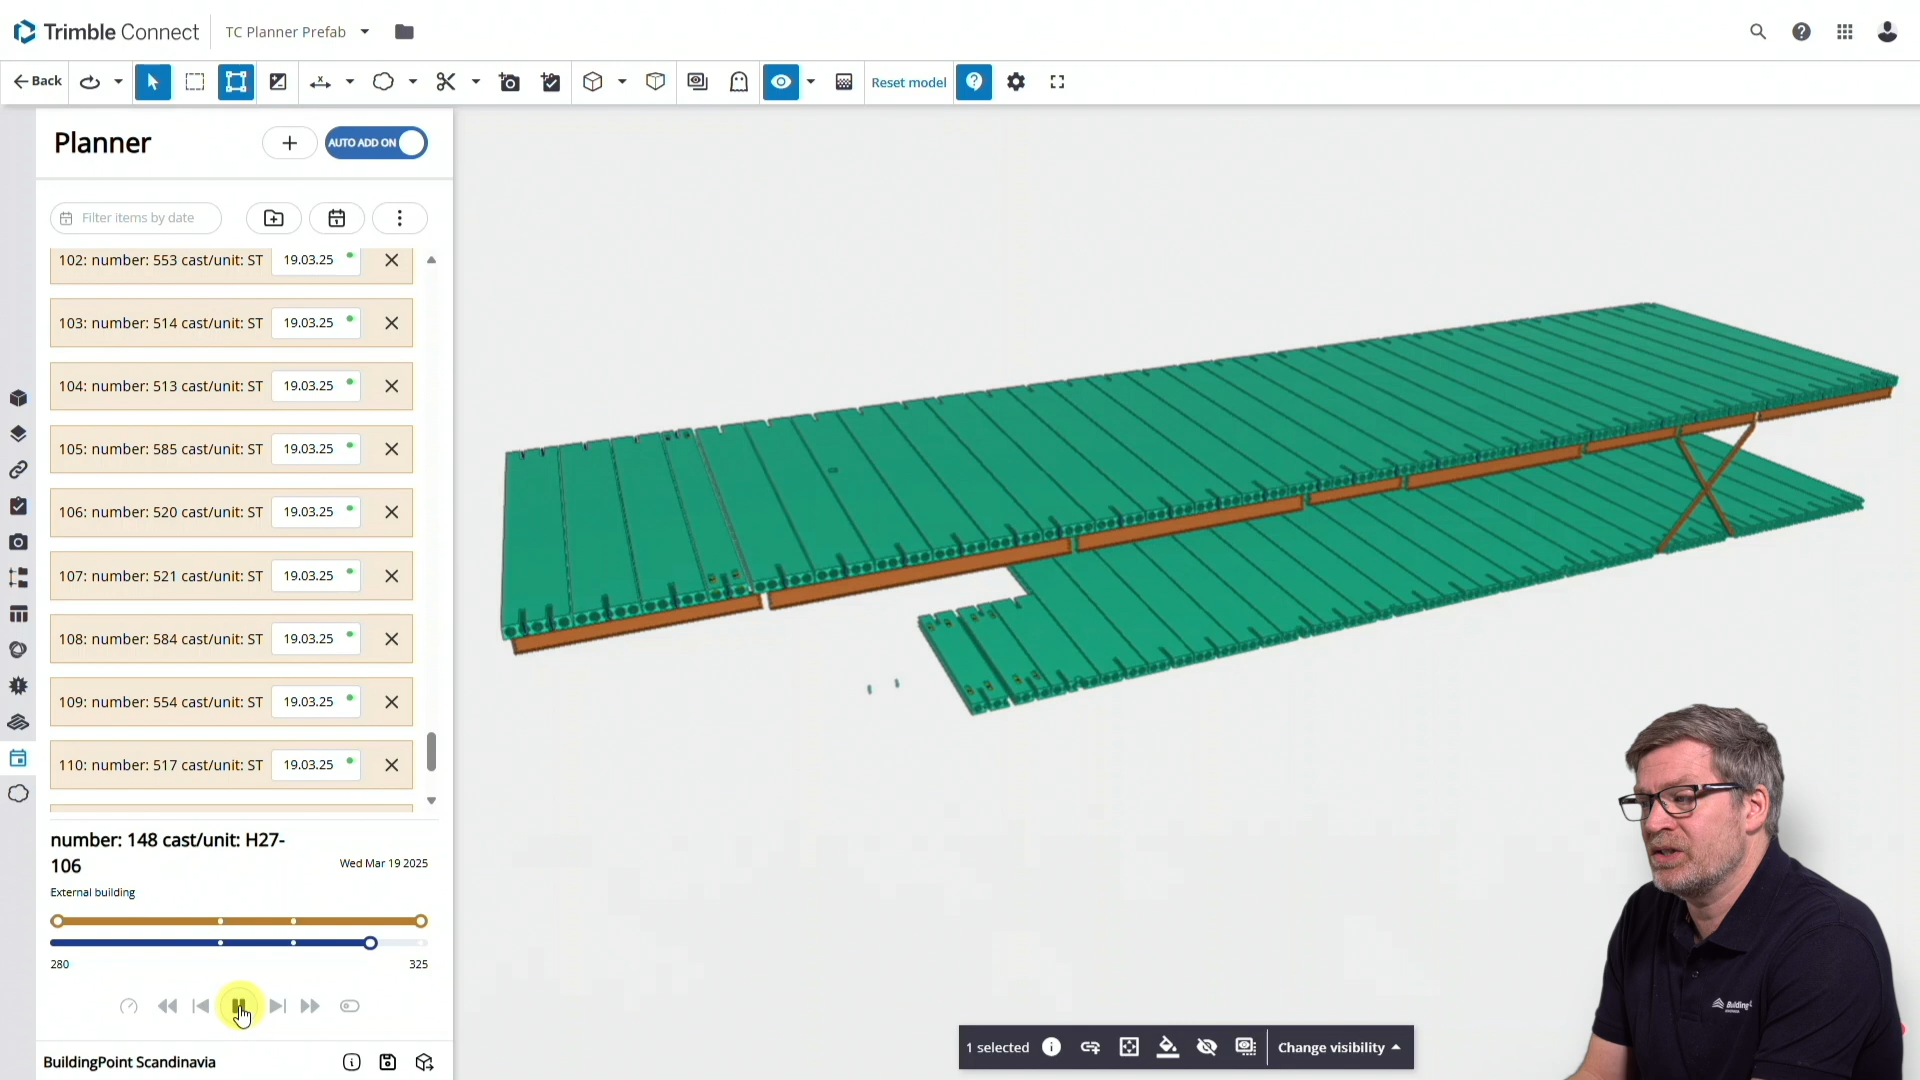 Trimble Connect
TC Planner Prefab
Back
Reset model
Planner
AUTO ADD ON
Filter items by date
102: number: 553 cast/unit: ST 19.03.25
103: number: 514 cast/unit: ST 19.03.25
104: number: 513 cast/unit: ST 19.03.25
105: number: 585 cast/unit: ST 19.03.25
106: number: 520 cast/unit: ST 19.03.25
107: number: 521 cast/unit: ST 19.03.25
108: number: 584 cast/unit: ST 19.03.25
109: number: 554 cast/unit: ST 19.03.25
110: number: 517 cast/unit: ST 19.03.25
number: 148 cast/unit: H27-
106
Wed Mar 19 2025
External building
280 325
BuildingPoint Scandinavia
1 selected
Change visibility